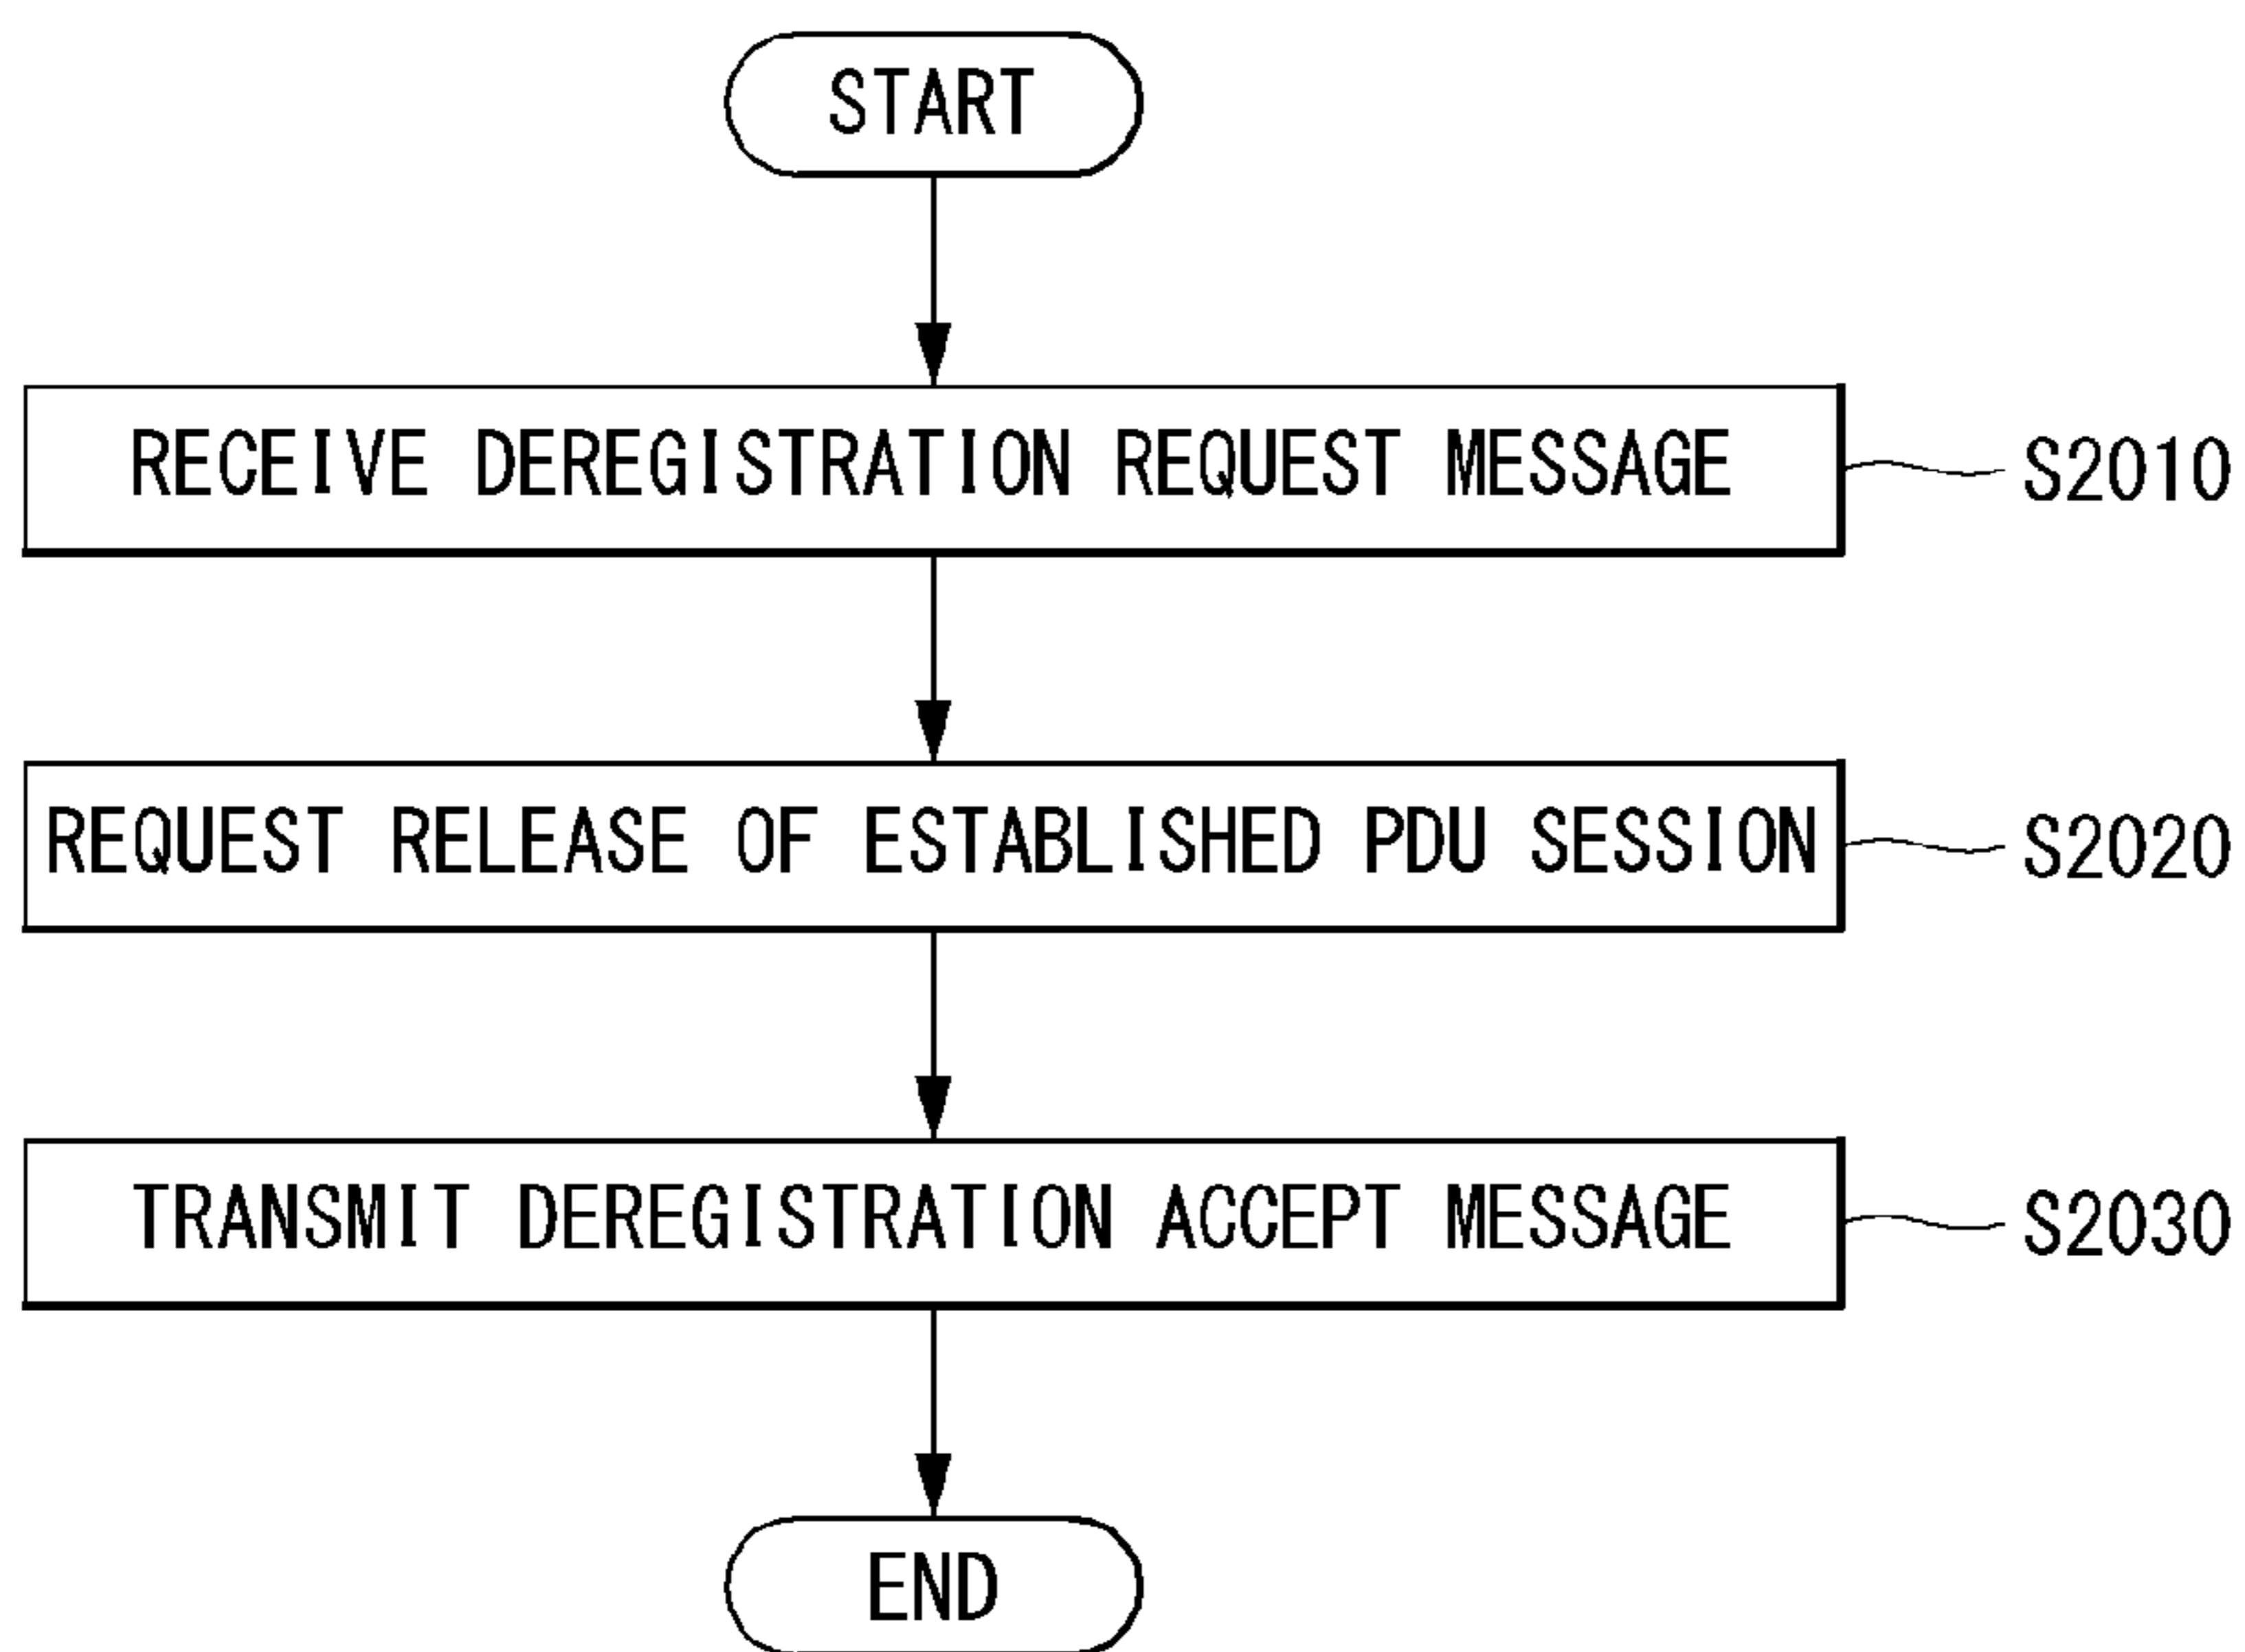 START
RECEIVE DEREGISTRATION REQUEST MESSAGE
S2010
REQUEST RELEASE OF ESTABLISHED PDU SESSION
S2020
TRANSMIT DEREGISTRATION ACCEPT MESSAGE
S2030
END